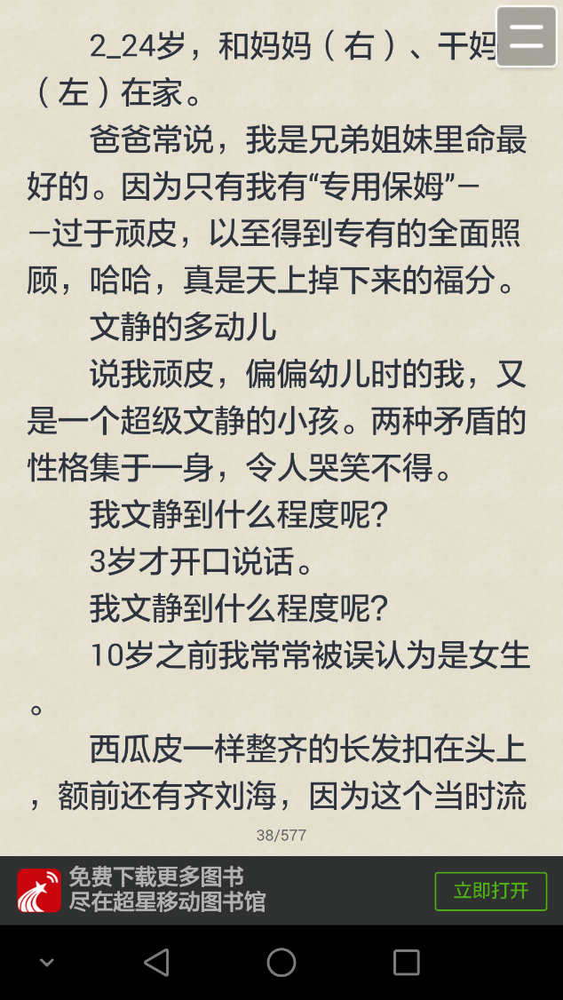 2_24岁，和妈妈（右）、干妈
（左）在家。
爸爸常说，我是兄弟姐妹里命最
好的。因为只有我有“专用保姆”—
—过于顽皮，以至得到专有的全面照
顾，哈哈，真是天上掉下来的福分。
文静的多动儿
说我顽皮，偏偏幼儿时的我，又
是一个超级文静的小孩。两种矛盾的
性格集于一身，令人哭笑不得。
我文静到什么程度呢？
3岁才开口说话。
我文静到什么程度呢？
10岁之前我常常被误认为是女生
。
西瓜皮一样整齐的长发扣在头上
，额前还有齐刘海，因为这个当时流
38/577
免费下载更多图书
尽在超星移动图书馆
立即打开